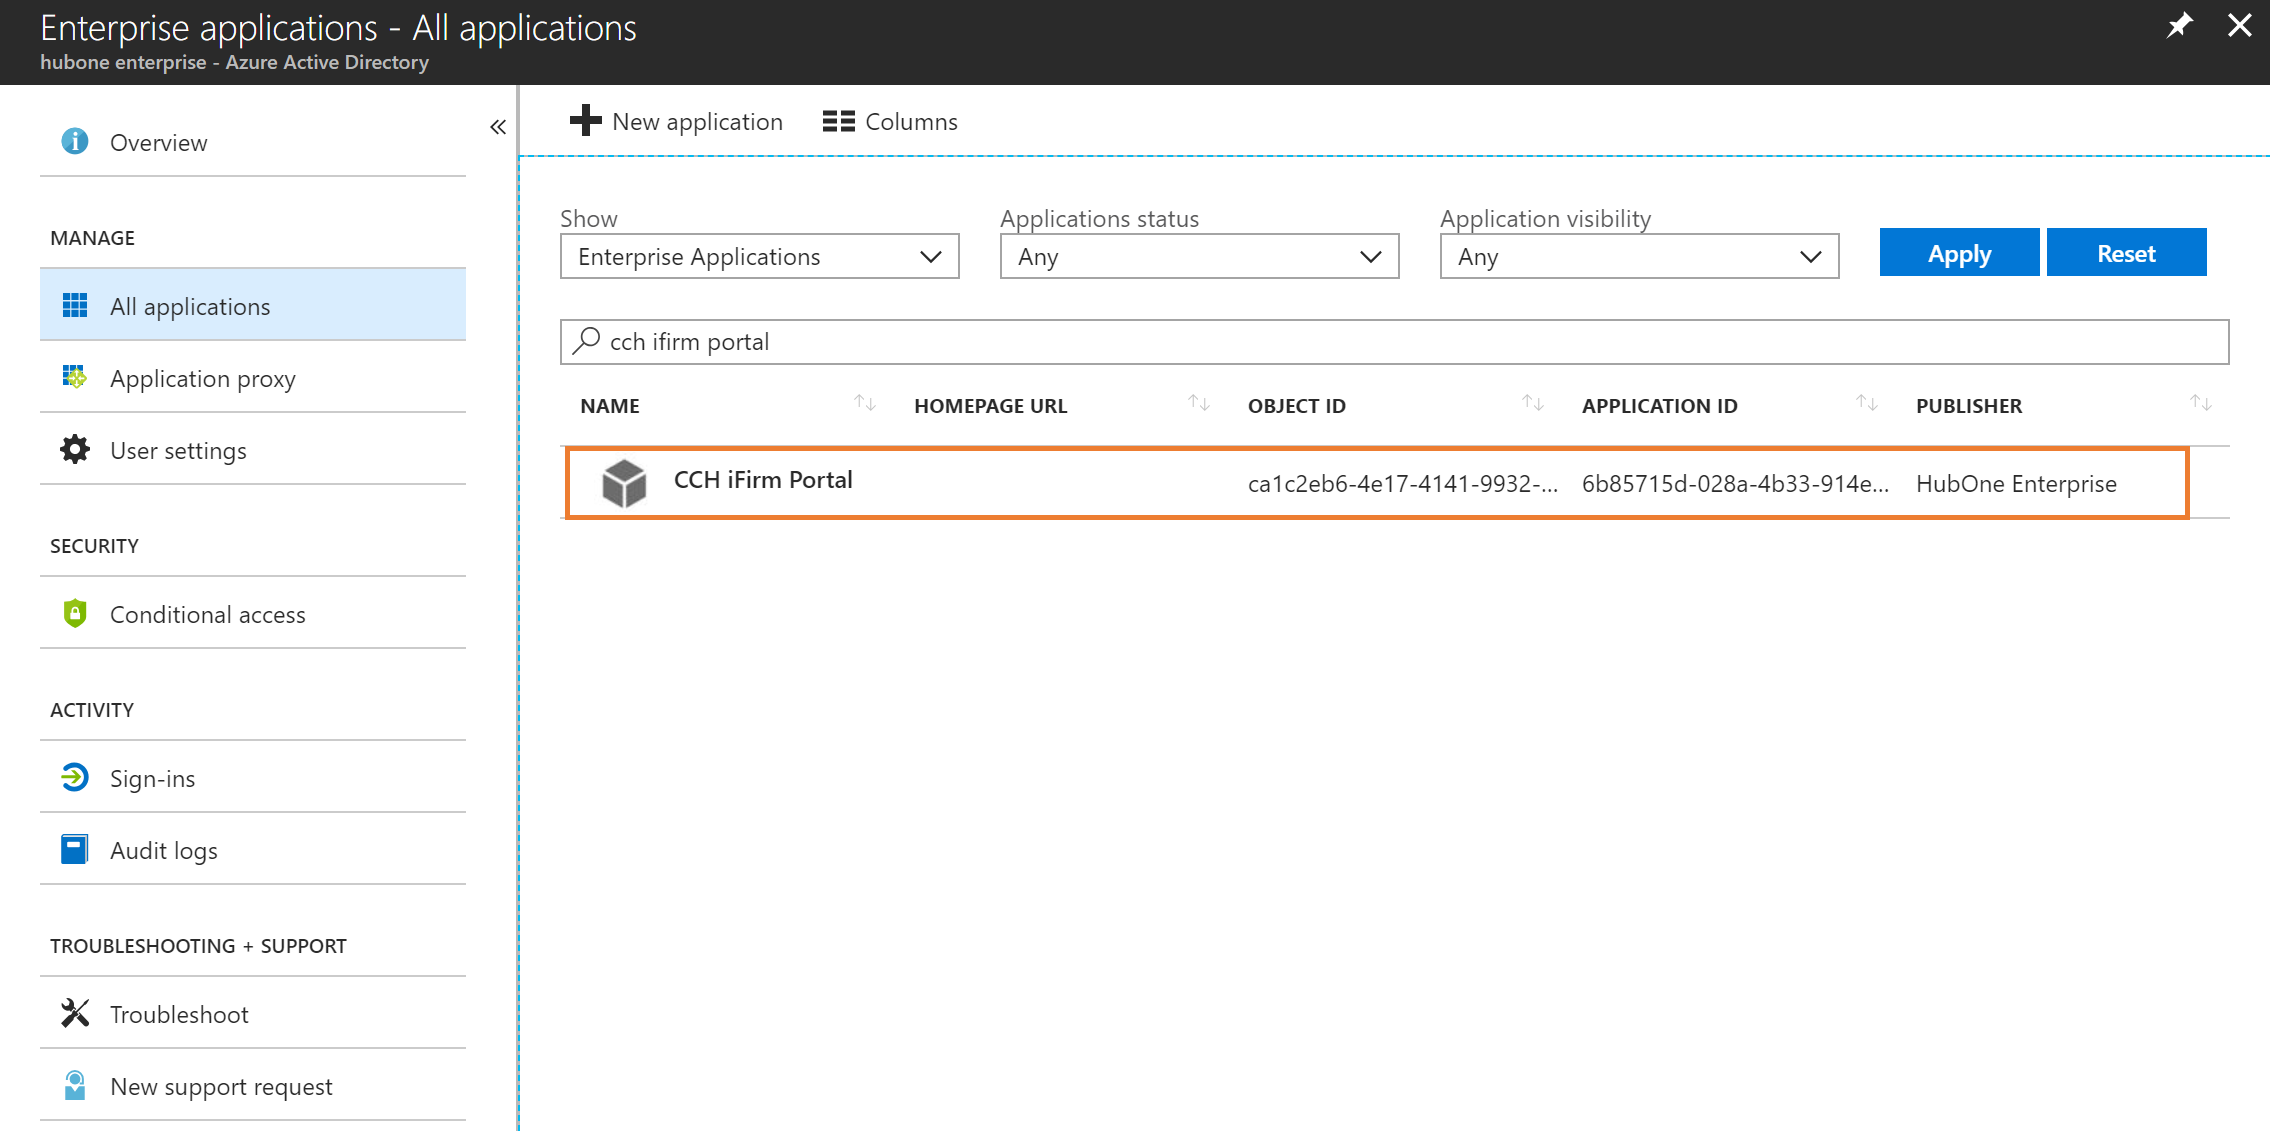 Enterprise applications - All applications
hubone enterprise - Azure Active Directory
Overview
MANAGE
All applications
Application proxy
User settings
SECURITY
Conditional access
ACTIVITY
Sign-ins
Audit logs
TROUBLESHOOTING + SUPPORT
Troubleshoot
New support request
New application Columns
Show Applications status Application visibility
Enterprise Applications Any Any Apply Reset
cch ifirm portal
NAME HOMEPAGE URL OBJECT ID APPLICATION ID PUBLISHER
CCH iFirm Portal ca1c2eb6-4e17-4141-9932-... 6b85715d-028a-4b33-914e... HubOne Enterprise